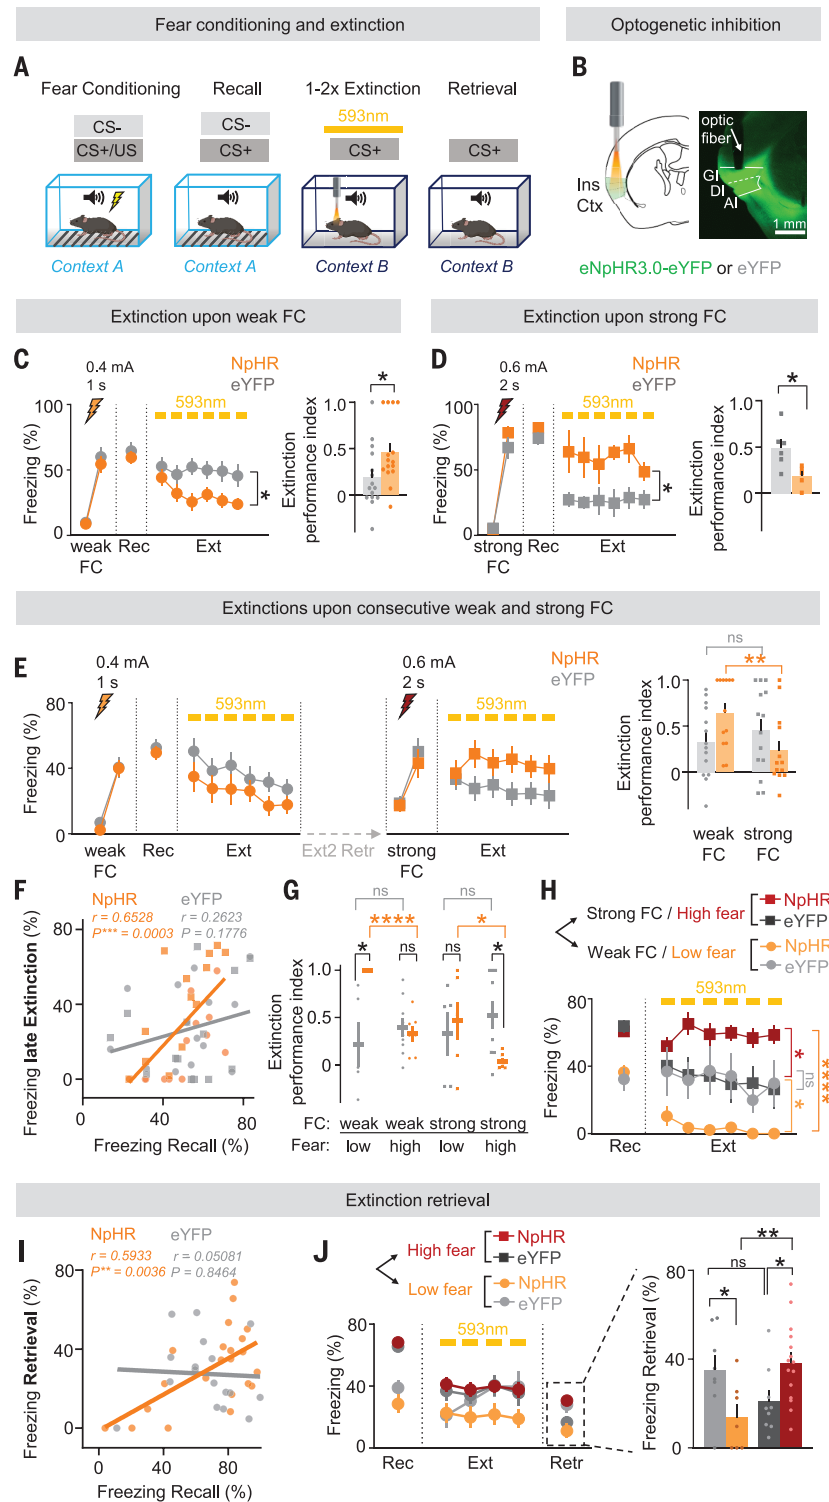 Fear conditioning and extinction
Optogenetic inhibition
A
Fear Conditioning
Recall
1-2x Extinction
Retrieval
593nm
CS-
CS-
CS+/US
CS+
CS+
CS+
Context A
Context A
Context B
Context B
B
optic
fiber
GI
DI
AI
Ins
Ctx
1 mm
eNpHR3.0-eYFP or eYFP
Extinction upon weak FC
Extinction upon strong FC
C
0.4 mA
1 s
NpHR
eYFP
593nm
Freezing (%)
100
50
0
*
weak
FC
Rec
Ext
Extinction
performance index
*
1.0
0.5
0
D
0.6 mA
2 s
NpHR
eYFP
593nm
Freezing (%)
100
50
0
*
strong
FC
Rec
Ext
Extinction
performance index
*
1.0
0.5
0
Extinctions upon consecutive weak and strong FC
E
0.4 mA
1 s
593nm
0.6 mA
2 s
NpHR
eYFP
593nm
Freezing (%)
80
40
0
weak
FC
Rec
Ext
Ext2 Retr
strong
FC
Ext
Extinction
performance index
ns
**
1.0
0.5
0
weak
FC
strong
FC
F
NpHR
eYFP
r = 0.6528
r = 0.2623
P*** = 0.0003
P = 0.1776
Freezing late Extinction (%)
80
40
0
0
40
80
Freezing Recall (%)
G
ns
ns
****
*
*
ns
ns
*
Extinction
performance index
1.0
0.5
0
FC: weak weak strong strong
Fear: low high low high
H
Strong FC / High fear
NpHR
eYFP
Weak FC / Low fear
NpHR
eYFP
593nm
Freezing (%)
80
40
0
*
ns
*
****
Rec
Ext
Extinction retrieval
I
NpHR
eYFP
r = 0.5933
r = 0.05081
P** = 0.0036
P = 0.8464
Freezing Retrieval (%)
80
40
0
0
40
80
Freezing Recall (%)
J
High fear
NpHR
eYFP
Low fear
NpHR
eYFP
593nm
Freezing (%)
80
40
0
Rec
Ext
Retr
Freezing Retrieval (%)
**
ns
*
*
80
40
0